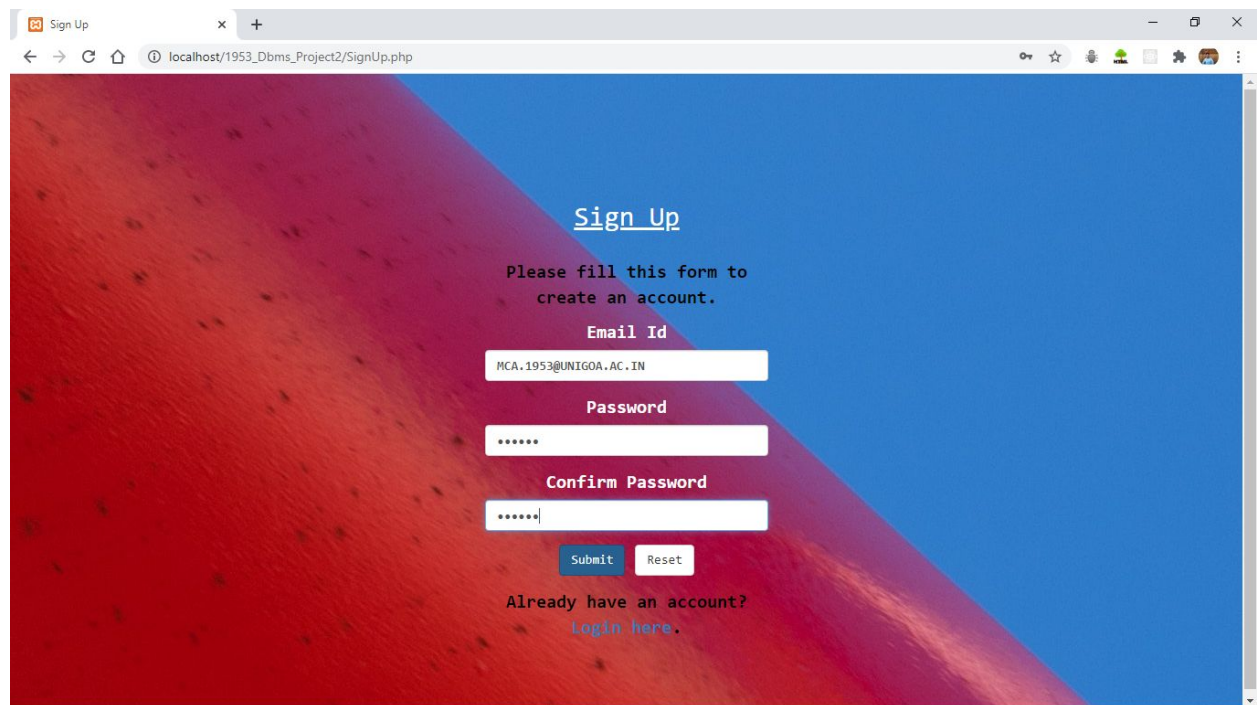 Sign Up
localhost/1953_Dbms_Project2/SignUp.php
Sign Up
Please fill this form to
create an account.
Email Id
MCA.1953@UNIGOA.AC.IN
Password
••••••
Confirm Password
••••••
Submit Reset
Already have an account?
Login here.